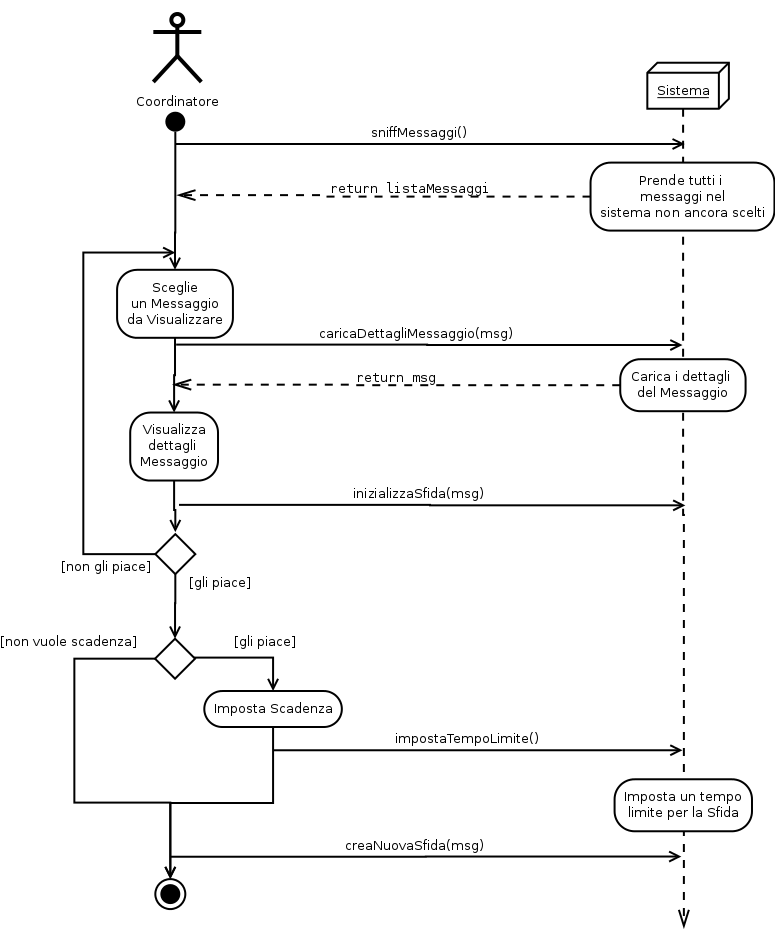 Coordinatore
Sistema
sniffMessaggi()
Prende tutti i
messaggi nel
sistema non ancora scelti
return listaMessaggi
Sceglie
un Messaggio
da Visualizzare
caricaDettagliMessaggio(msg)
Carica i dettagli
del Messaggio
return msg
Visualizza
dettagli
Messaggio
inizializzaSfida(msg)
[non gli piace]
[gli piace]
[non vuole scadenza]
[gli piace]
Imposta Scadenza
impostaTempoLimite()
Imposta un tempo
limite per la Sfida
creaNuovaSfida(msg)